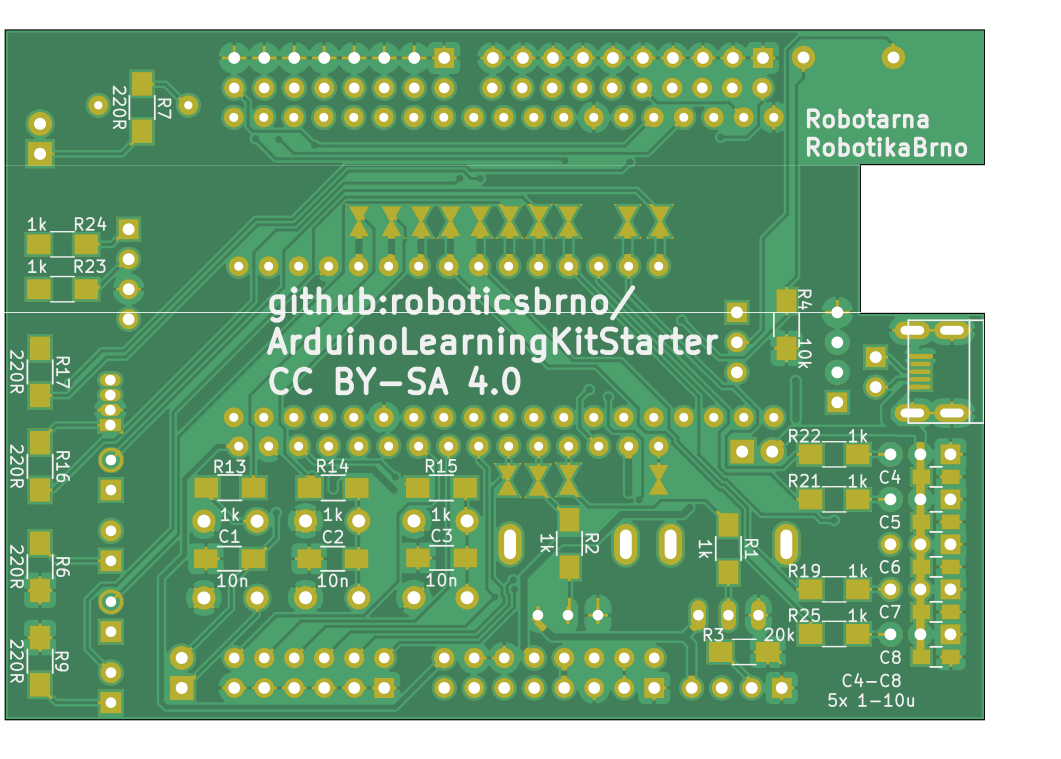 R7
220R
Robotarna
RobotikaBrno
1k R24
1k R23
github:roboticsbrno/
ArduinoLearningKitStarter
CC BY-SA 4.0
R4
10k
R17
220R
R16
220R
R22 1k
C4
R13
R14
R15
R21 1k
1k
1k
1k
C5
C1
C2
C3
R2
1k
R1
1k
10n
10n
10n
R6
220R
C6
R19 1k
C7
R25 1k
R3 20k
R9
220R
C8
C4-C8
5x 1-10u